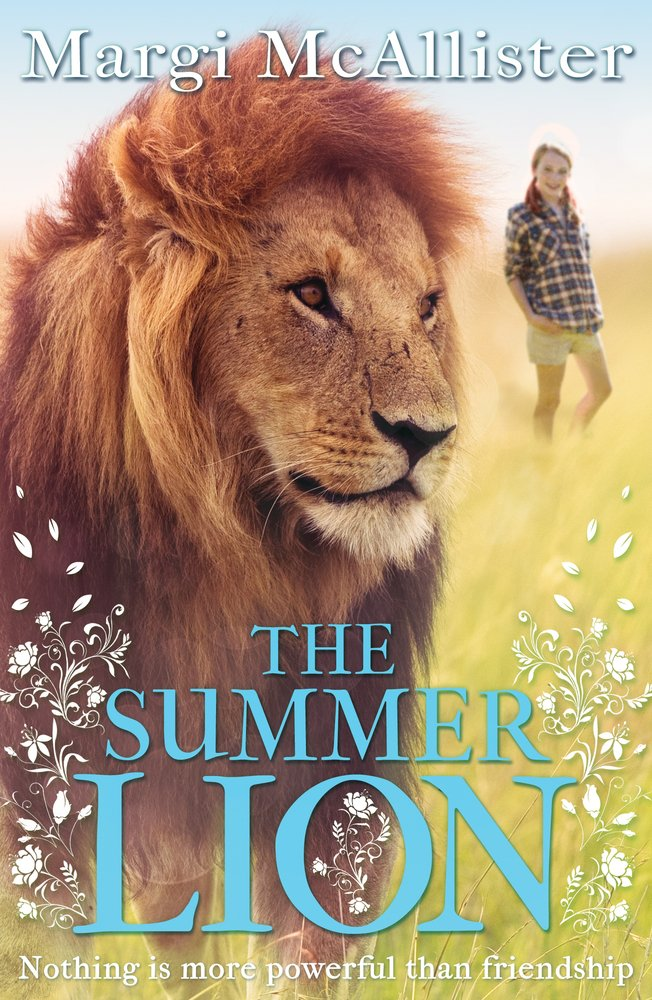 Margi McAllister
THE
SUMMER
LION
Nothing is more powerful than friendship